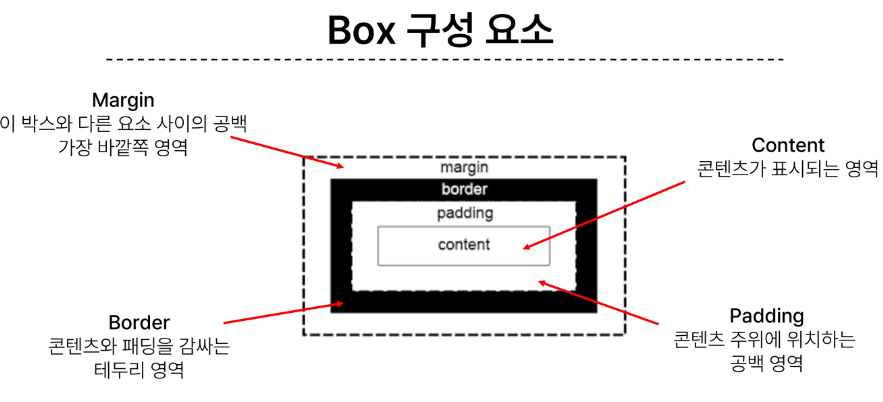 Box 구성 요소
Margin
이 박스와 다른 요소 사이의 공백
가장 바깥쪽 영역
Content
콘텐츠가 표시되는 영역
margin
border
padding
content
Border
콘텐츠와 패딩을 감싸는
테두리 영역
Padding
콘텐츠 주위에 위치하는
공백 영역